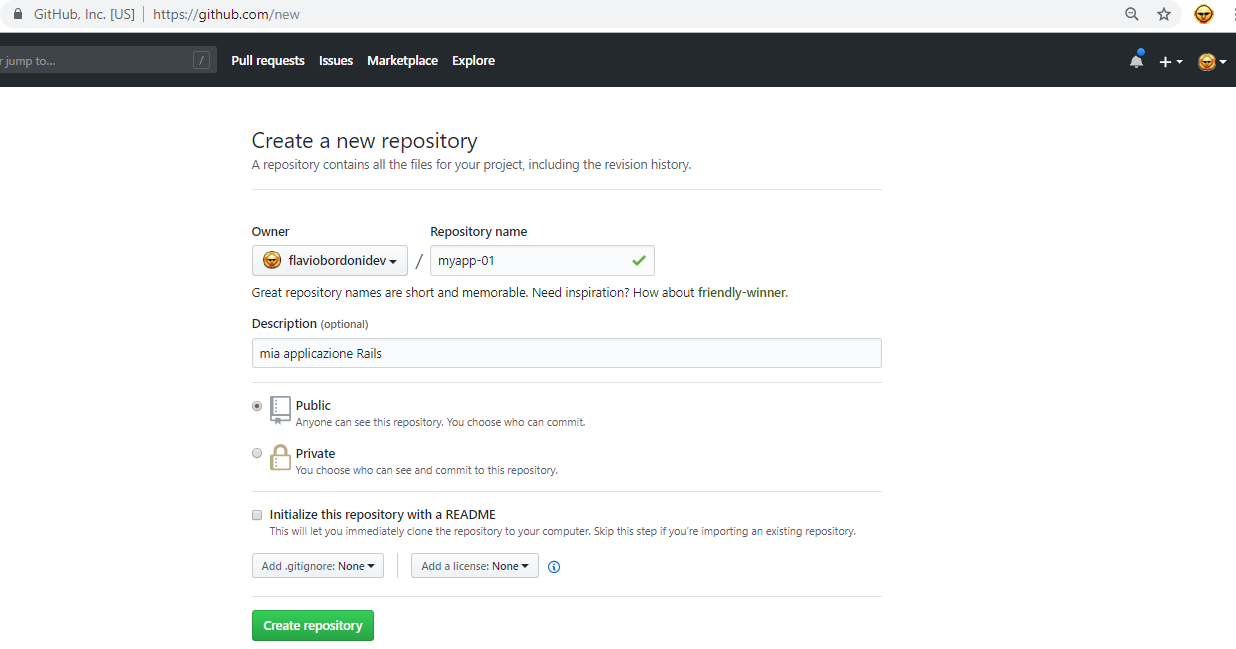 GitHub, Inc. [US] https://github.com/new
r jump to... / Pull requests Issues Marketplace Explore
Create a new repository
A repository contains all the files for your project, including the revision history.
Owner Repository name
flaviobordonidev / myapp-01
Great repository names are short and memorable. Need inspiration? How about friendly-winner.
Description (optional)
mia applicazione Rails
Public
Anyone can see this repository. You choose who can commit.
Private
You choose who can see and commit to this repository.
Initialize this repository with a README
This will let you immediately clone the repository to your computer. Skip this step if you're importing an existing repository.
Add .gitignore: None Add a license: None
Create repository